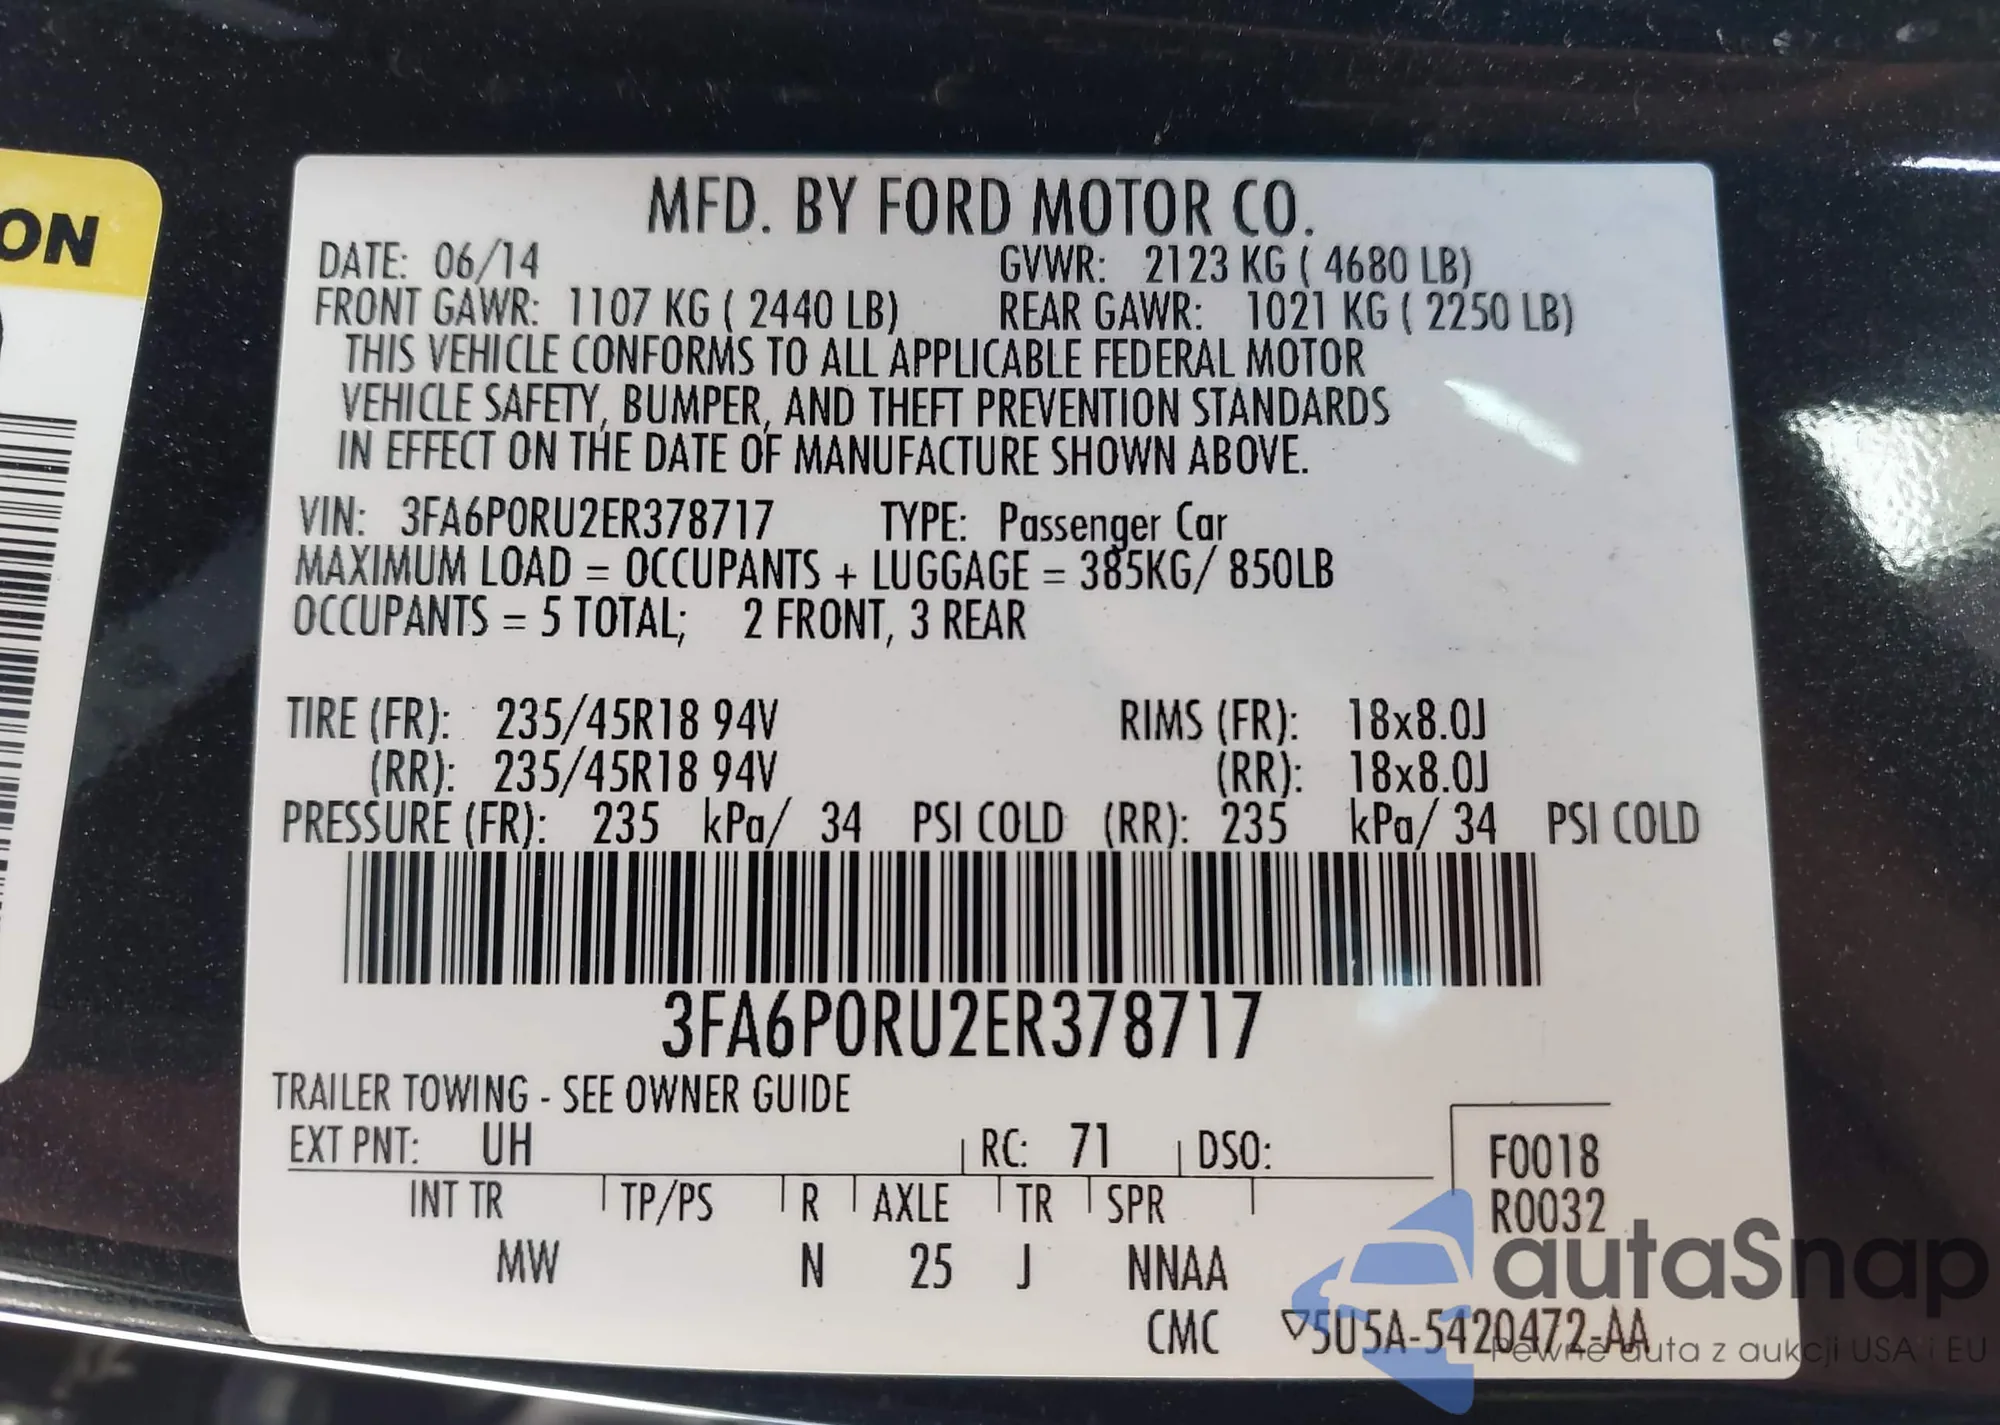 ON
MFD. BY FORD MOTOR CO.
DATE: 06/14 GVWR: 2123 KG ( 4680 LB)
FRONT GAWR: 1107 KG ( 2440 LB) REAR GAWR: 1021 KG ( 2250 LB)
THIS VEHICLE CONFORMS TO ALL APPLICABLE FEDERAL MOTOR
VEHICLE SAFETY, BUMPER, AND THEFT PREVENTION STANDARDS
IN EFFECT ON THE DATE OF MANUFACTURE SHOWN ABOVE.
VIN: 3FA6P0RU2ER378717 TYPE: Passenger Car
MAXIMUM LOAD = OCCUPANTS + LUGGAGE = 385KG/ 850LB
OCCUPANTS = 5 TOTAL; 2 FRONT, 3 REAR
TIRE (FR): 235/45R18 94V RIMS (FR): 18x8.0J
(RR): 235/45R18 94V (RR): 18x8.0J
PRESSURE (FR): 235 kPa/ 34 PSI COLD (RR): 235 kPa/ 34 PSI COLD
3FA6P0RU2ER378717
TRAILER TOWING - SEE OWNER GUIDE
EXT PNT: UH RC: 71 DSO: F0018
INT TR TP/PS R AXLE TR SPR R0032
MW N 25 J NNAA
CMC ▽5U5A-5420472-AA
autaSnap
Pewne auta z aukcji USA i EU